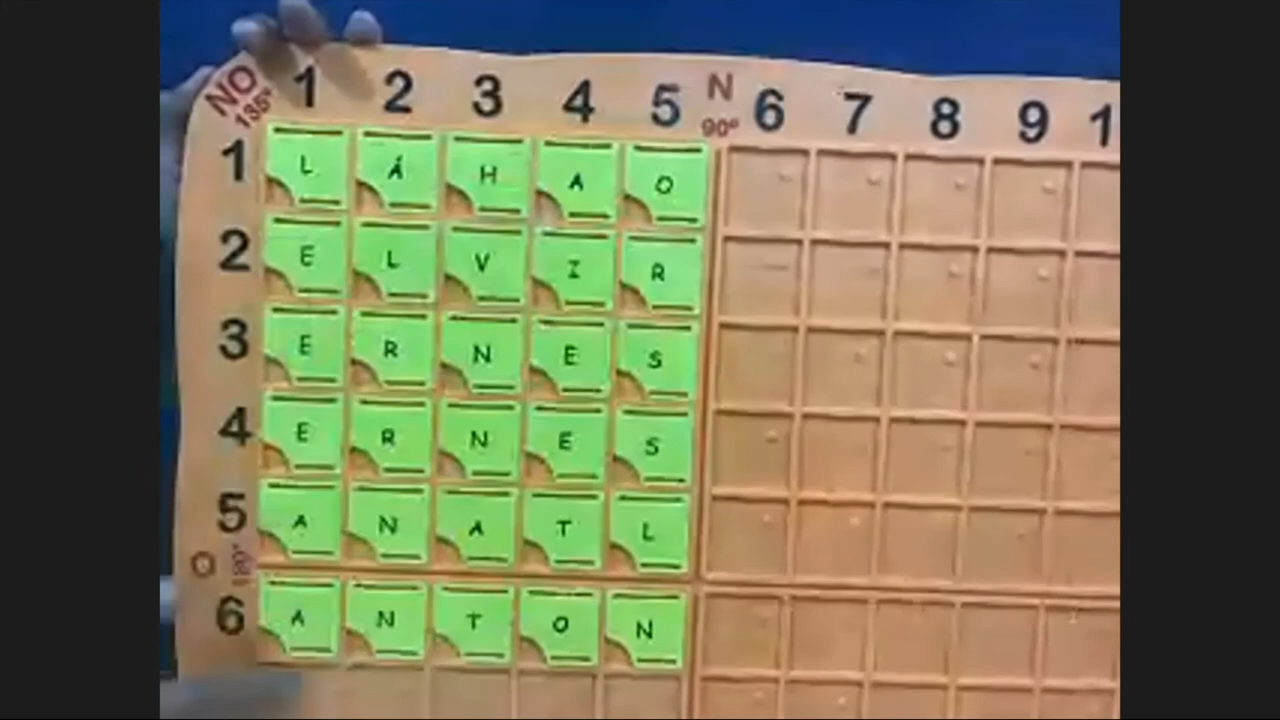 NO 135° 1 2 3 4 5 N 90° 6 7 8 9 1
1 L Á H A O
2 E L V I R
3 E R N E S
4 E R N E S
5 A N A T L
O 180°
6 A N T O N